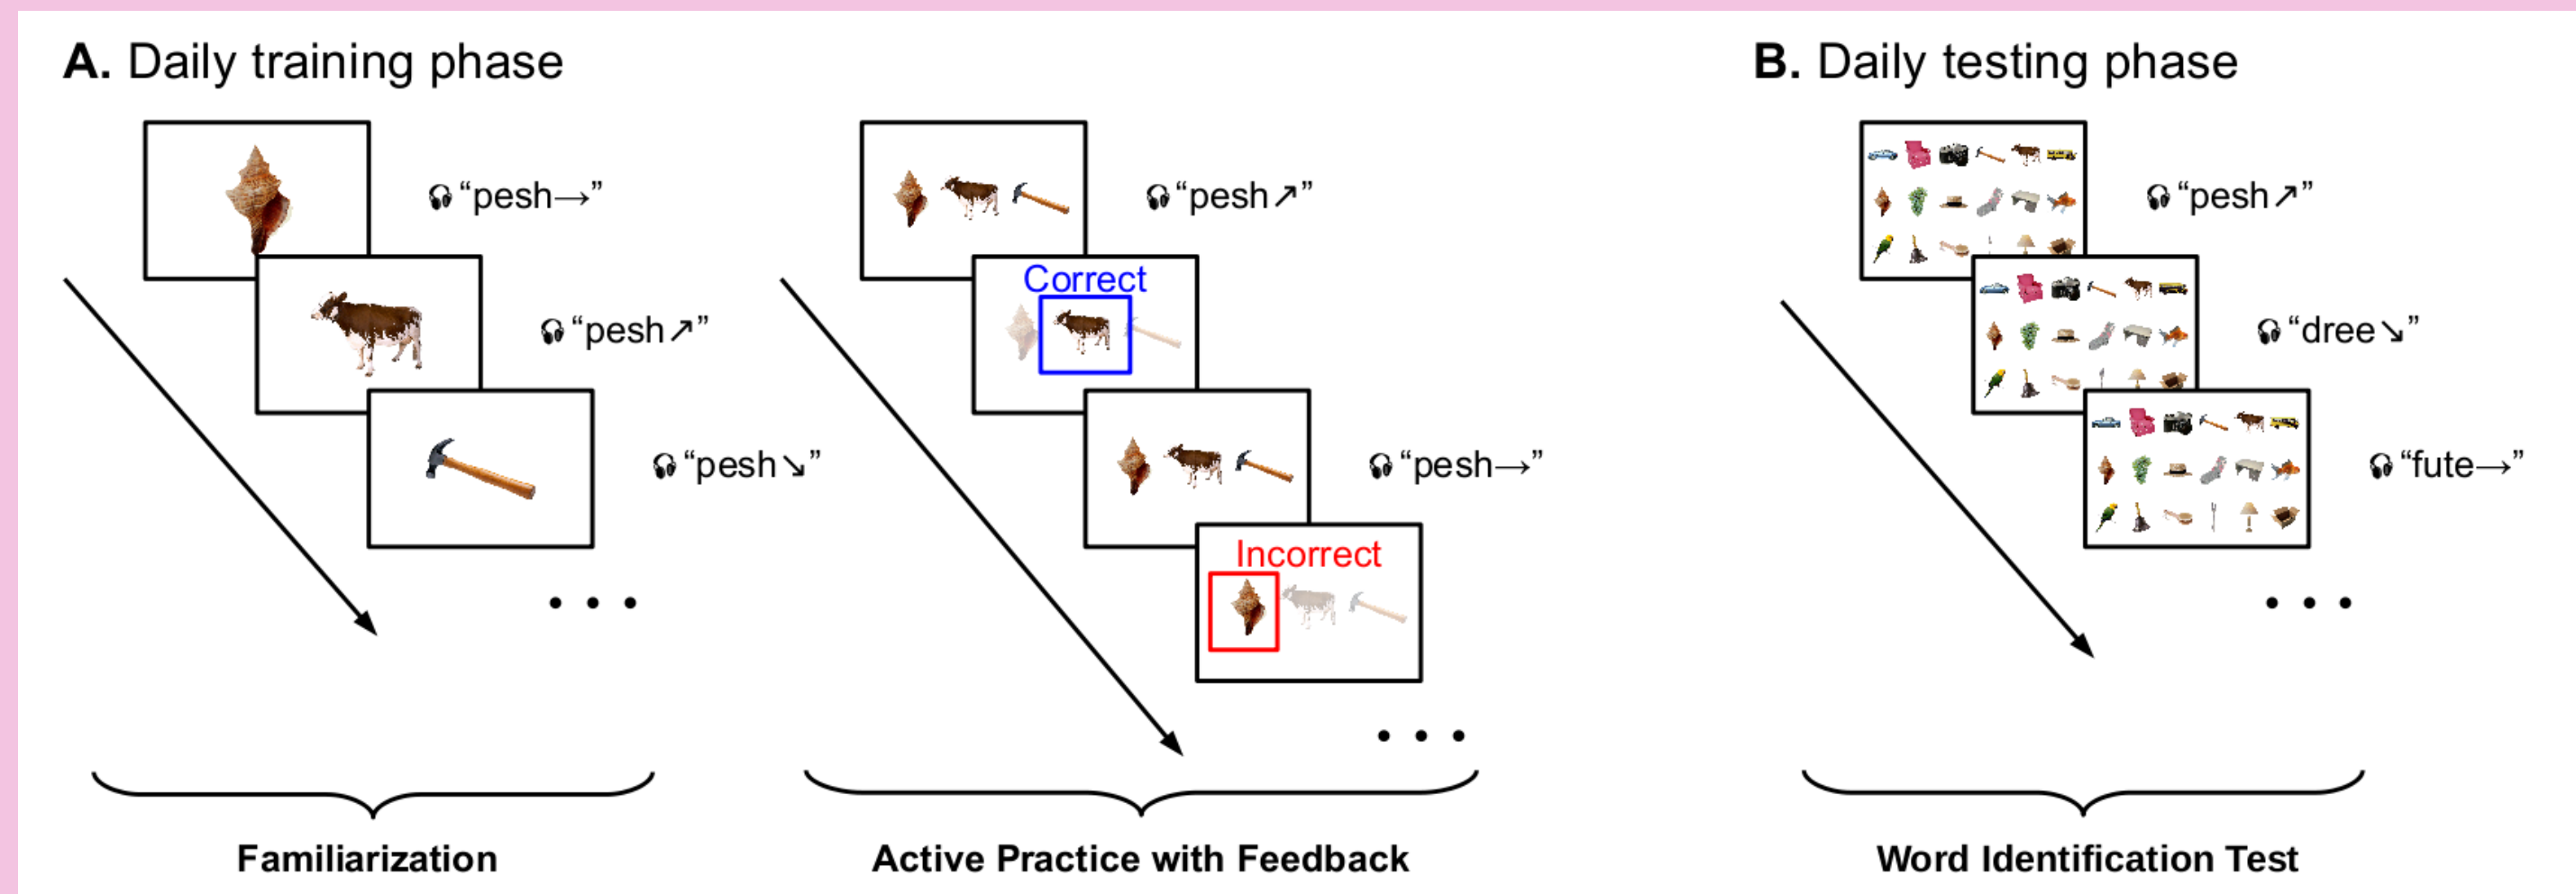 A. Daily training phase
"pesh→"
"pesh↗"
"pesh↘"
Familiarization
"pesh↗"
Correct
"pesh→"
Incorrect
Active Practice with Feedback
B. Daily testing phase
"pesh↗"
"dree↘"
"fute→"
Word Identification Test